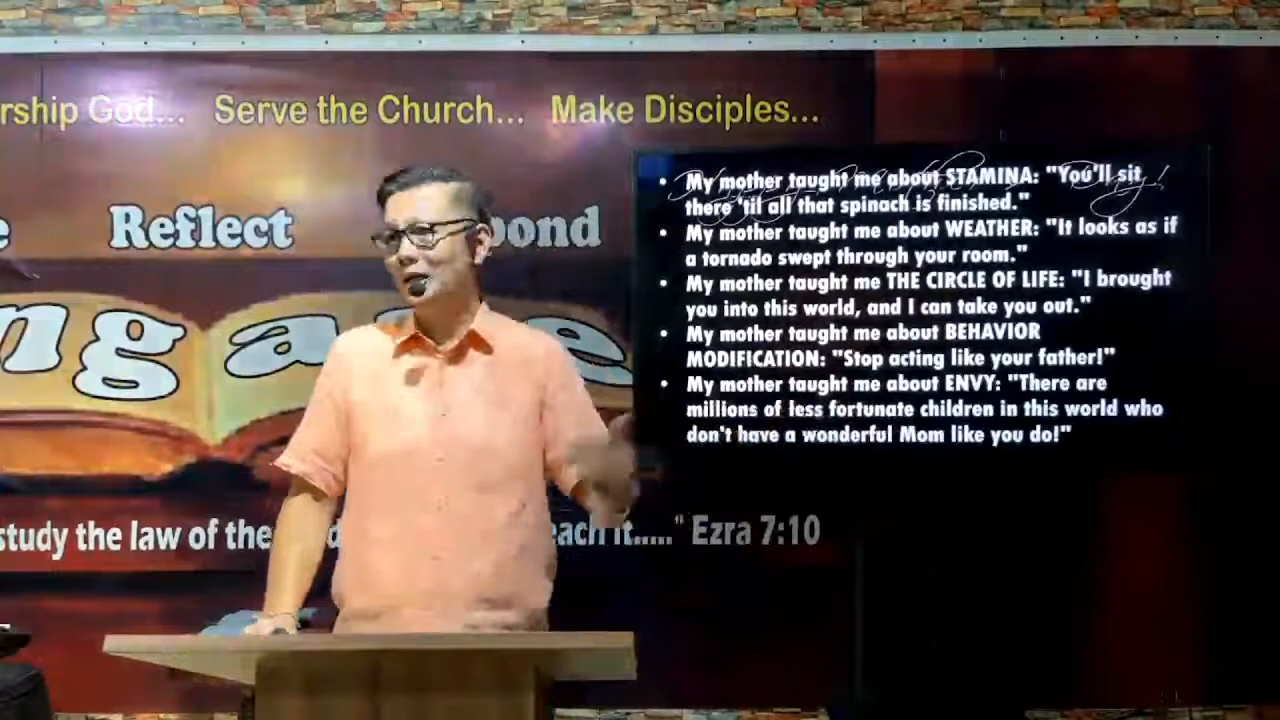 rship God... Serve the Church... Make Disciples...
Reflect
pond
ng a
e
study the law of the
each it....." Ezra 7:10
• My mother taught me about STAMINA: "You'll sit
there 'til all that spinach is finished."
• My mother taught me about WEATHER: "It looks as if
a tornado swept through your room."
• My mother taught me THE CIRCLE OF LIFE: "I brought
you into this world, and I can take you out."
• My mother taught me about BEHAVIOR
MODIFICATION: "Stop acting like your father!"
• My mother taught me about ENVY: "There are
millions of less fortunate children in this world who
don't have a wonderful Mom like you do!"